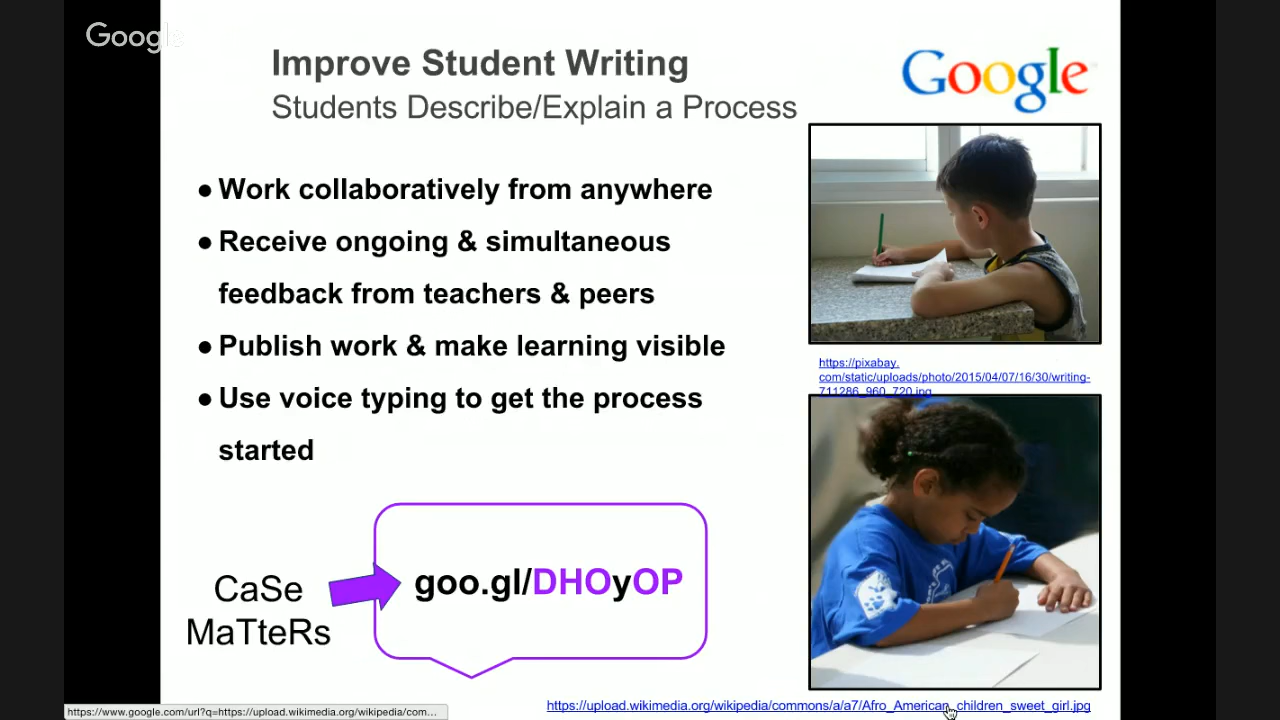 Google
Improve Student Writing
Students Describe/Explain a Process
Google
● Work collaboratively from anywhere
● Receive ongoing & simultaneous
feedback from teachers & peers
● Publish work & make learning visible
● Use voice typing to get the process
started
https://pixabay.
com/static/uploads/photo/2015/04/07/16/30/writing-
711286_960_720.jpg
CaSe
MaTteRs
goo.gl/DHOyOP
https://upload.wikimedia.org/wikipedia/commons/a/a7/Afro_American_children_sweet_girl.jpg
https://www.google.com/url?q=https://upload.wikimedia.org/wikipedia/com...